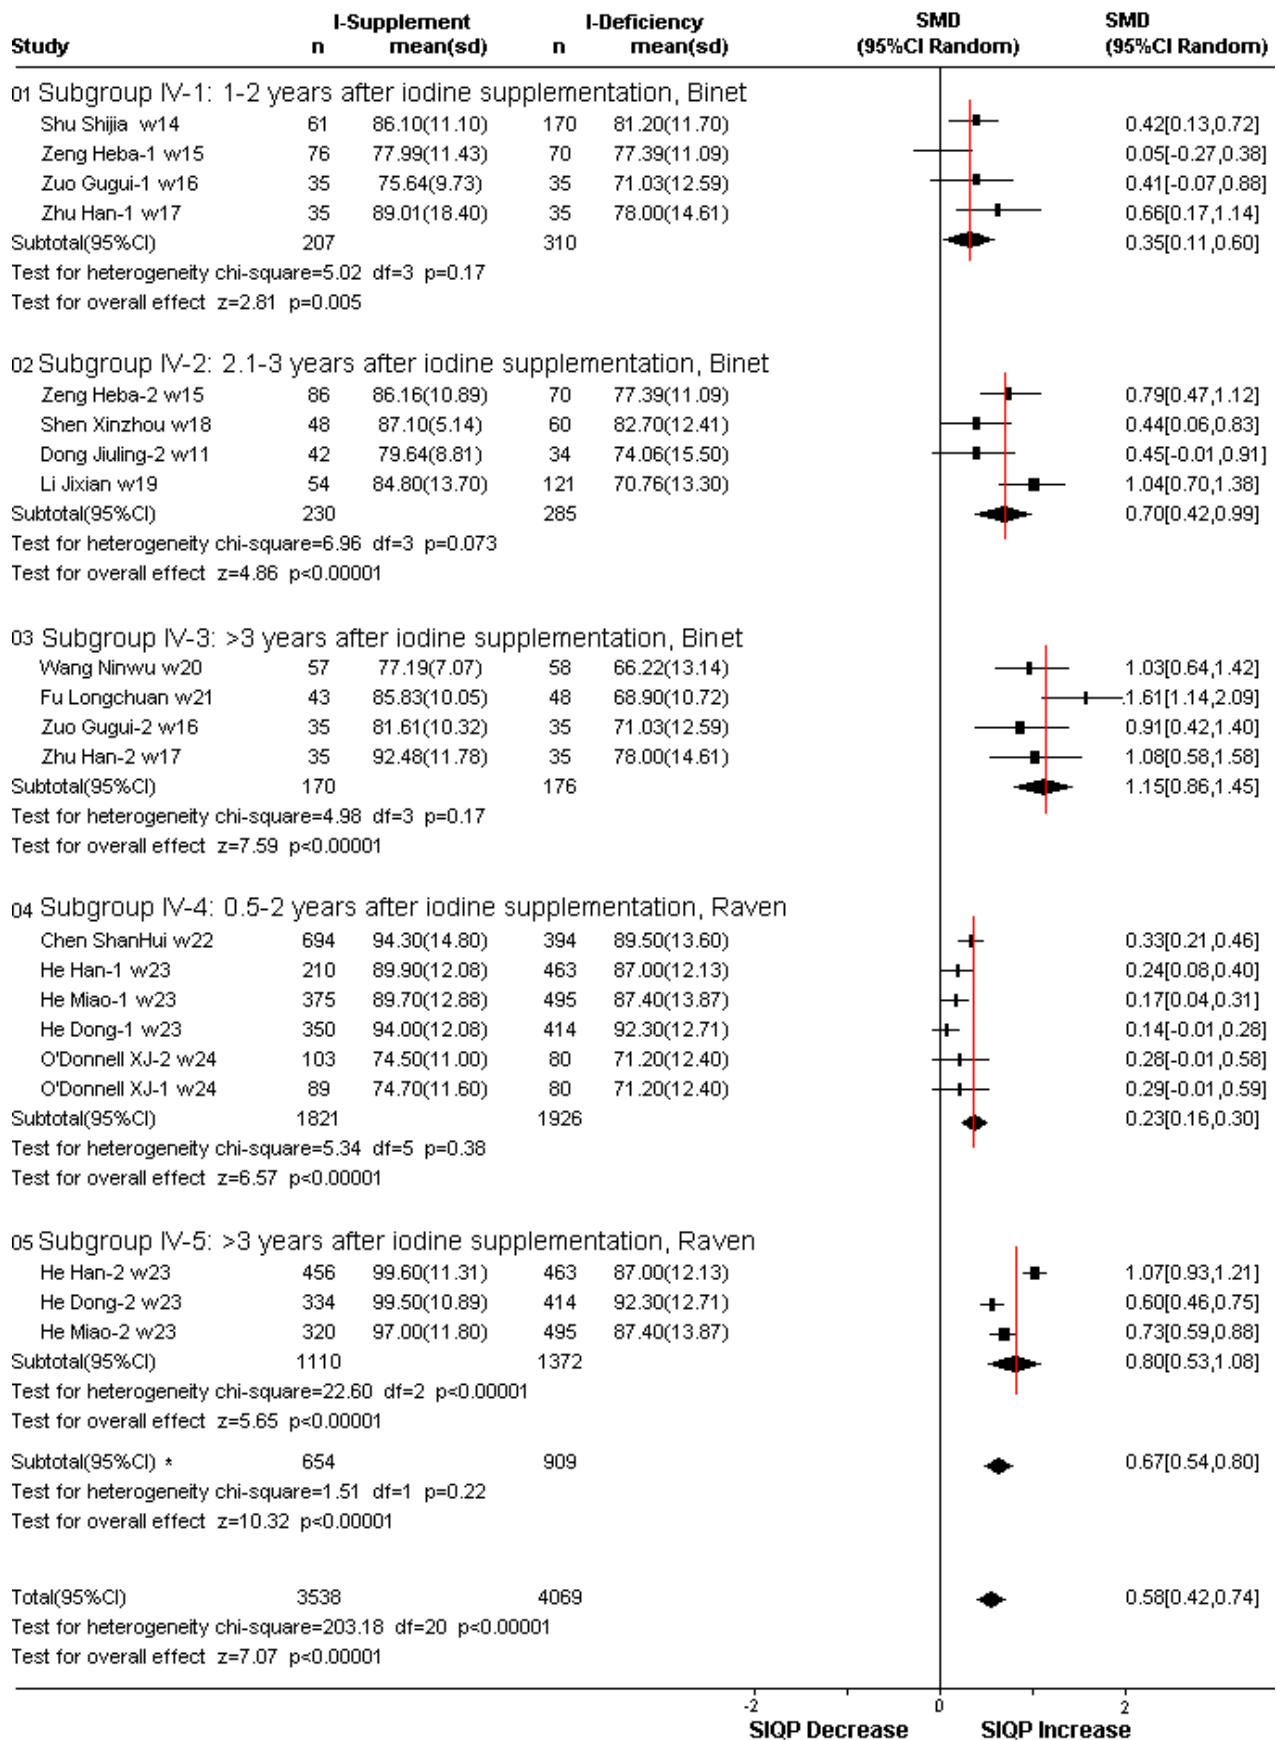 I-Supplement I-Deficiency SMD SMD
Study n mean(sd) n mean(sd) (95%CI Random) (95%CI Random)
01 Subgroup IV-1: 1-2 years after iodine supplementation, Binet
Shu Shijia w14 61 86.10(11.10) 170 81.20(11.70) 0.42[0.13,0.72]
Zeng Heba-1 w15 76 77.99(11.43) 70 77.39(11.09) 0.05[-0.27,0.38]
Zuo Gugui-1 w16 35 75.64(9.73) 35 71.03(12.59) 0.41[-0.07,0.88]
Zhu Han-1 w17 35 89.01(18.40) 35 78.00(14.61) 0.66[0.17,1.14]
Subtotal(95%CI) 207 310 0.35[0.11,0.60]
Test for heterogeneity chi-square=5.02 df=3 p=0.17
Test for overall effect z=2.81 p=0.005
02 Subgroup IV-2: 2.1-3 years after iodine supplementation, Binet
Zeng Heba-2 w15 86 86.16(10.89) 70 77.39(11.09) 0.79[0.47,1.12]
Shen Xinzhou w18 48 87.10(5.14) 60 82.70(12.41) 0.44[0.06,0.83]
Dong Jiuling-2 w11 42 79.64(8.81) 34 74.06(15.50) 0.45[-0.01,0.91]
Li Jixian w19 54 84.80(13.70) 121 70.76(13.30) 1.04[0.70,1.38]
Subtotal(95%CI) 230 285 0.70[0.42,0.99]
Test for heterogeneity chi-square=6.96 df=3 p=0.073
Test for overall effect z=4.86 p<0.00001
03 Subgroup IV-3: >3 years after iodine supplementation, Binet
Wang Ninwu w20 57 77.19(7.07) 58 66.22(13.14) 1.03[0.64,1.42]
Fu Longchuan w21 43 85.83(10.05) 48 68.90(10.72) 1.61[1.14,2.09]
Zuo Gugui-2 w16 35 81.61(10.32) 35 71.03(12.59) 0.91[0.42,1.40]
Zhu Han-2 w17 35 92.48(11.78) 35 78.00(14.61) 1.08[0.58,1.58]
Subtotal(95%CI) 170 176 1.15[0.86,1.45]
Test for heterogeneity chi-square=4.98 df=3 p=0.17
Test for overall effect z=7.59 p<0.00001
04 Subgroup IV-4: 0.5-2 years after iodine supplementation, Raven
Chen ShanHui w22 694 94.30(14.80) 394 89.50(13.60) 0.33[0.21,0.46]
He Han-1 w23 210 89.90(12.08) 463 87.00(12.13) 0.24[0.08,0.40]
He Miao-1 w23 375 89.70(12.88) 495 87.40(13.87) 0.17[0.04,0.31]
He Dong-1 w23 350 94.00(12.08) 414 92.30(12.71) 0.14[-0.01,0.28]
O'Donnell XJ-2 w24 103 74.50(11.00) 80 71.20(12.40) 0.28[-0.01,0.58]
O'Donnell XJ-1 w24 89 74.70(11.60) 80 71.20(12.40) 0.29[-0.01,0.59]
Subtotal(95%CI) 1821 1926 0.23[0.16,0.30]
Test for heterogeneity chi-square=5.34 df=5 p=0.38
Test for overall effect z=6.57 p<0.00001
05 Subgroup IV-5: >3 years after iodine supplementation, Raven
He Han-2 w23 456 99.60(11.31) 463 87.00(12.13) 1.07[0.93,1.21]
He Dong-2 w23 334 99.50(10.89) 414 92.30(12.71) 0.60[0.46,0.75]
He Miao-2 w23 320 97.00(11.80) 495 87.40(13.87) 0.73[0.59,0.88]
Subtotal(95%CI) 1110 1372 0.80[0.53,1.08]
Test for heterogeneity chi-square=22.60 df=2 p<0.00001
Test for overall effect z=5.65 p<0.00001
Subtotal(95%CI) * 654 909 0.67[0.54,0.80]
Test for heterogeneity chi-square=1.51 df=1 p=0.22
Test for overall effect z=10.32 p<0.00001
Total(95%CI) 3538 4069 0.58[0.42,0.74]
Test for heterogeneity chi-square=203.18 df=20 p<0.00001
Test for overall effect z=7.07 p<0.00001
-2 0 2
SIQP Decrease SIQP Increase